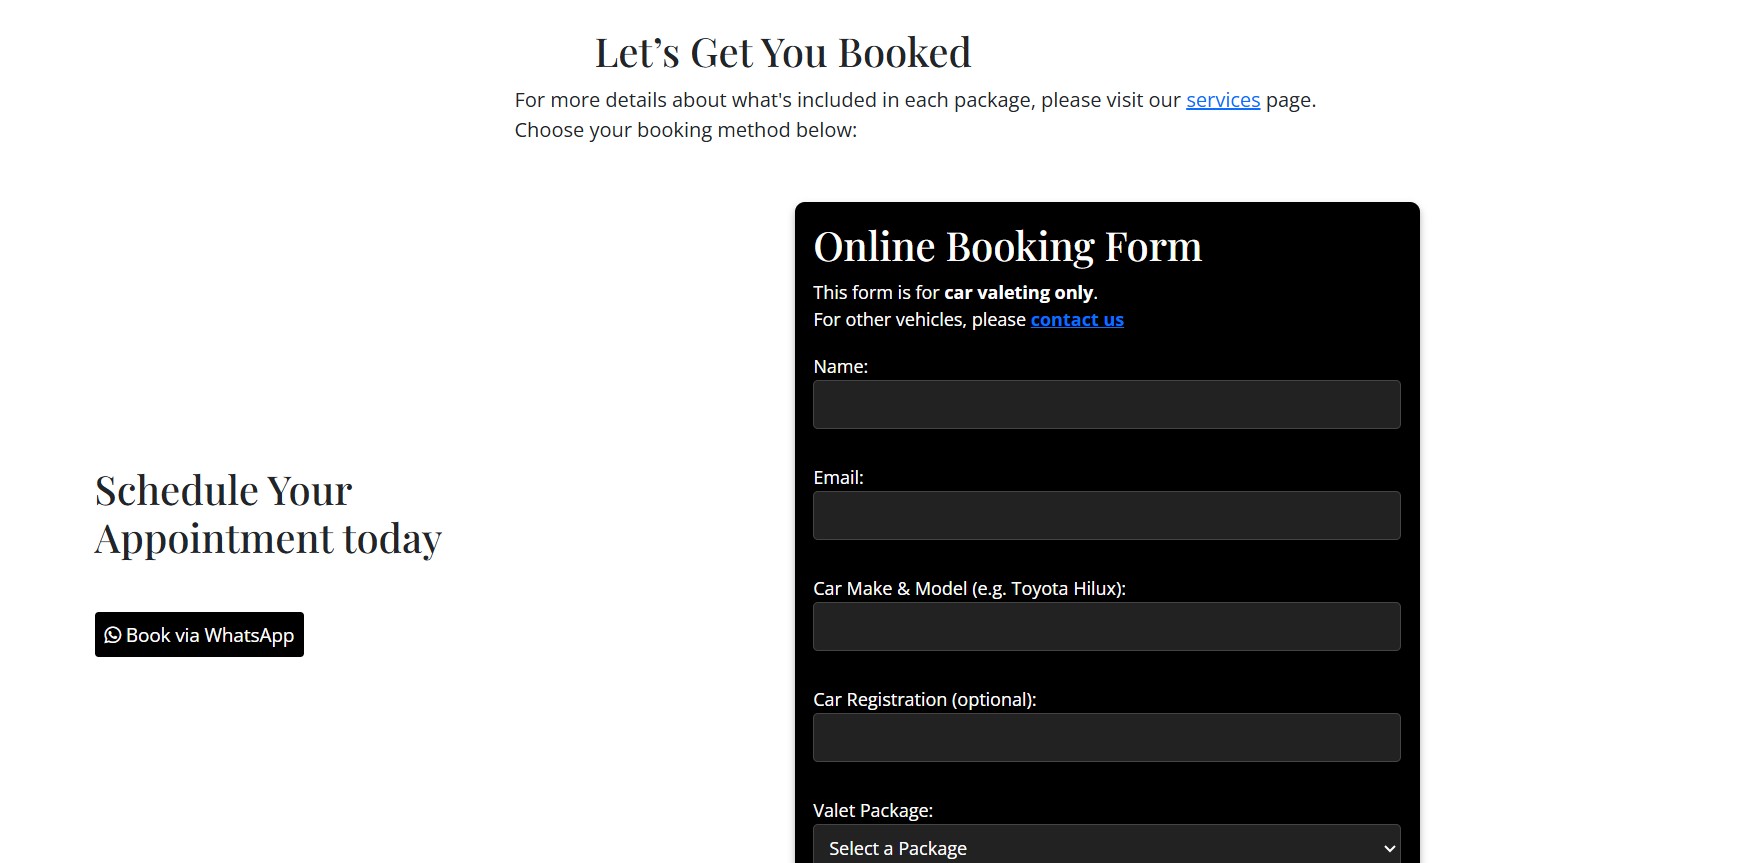 Let’s Get You Booked
For more details about what's included in each package, please visit our services page.
Choose your booking method below:
Schedule Your
Appointment today
Book via WhatsApp
Online Booking Form
This form is for car valeting only.
For other vehicles, please contact us
Name:
Email:
Car Make & Model (e.g. Toyota Hilux):
Car Registration (optional):
Valet Package:
Select a Package